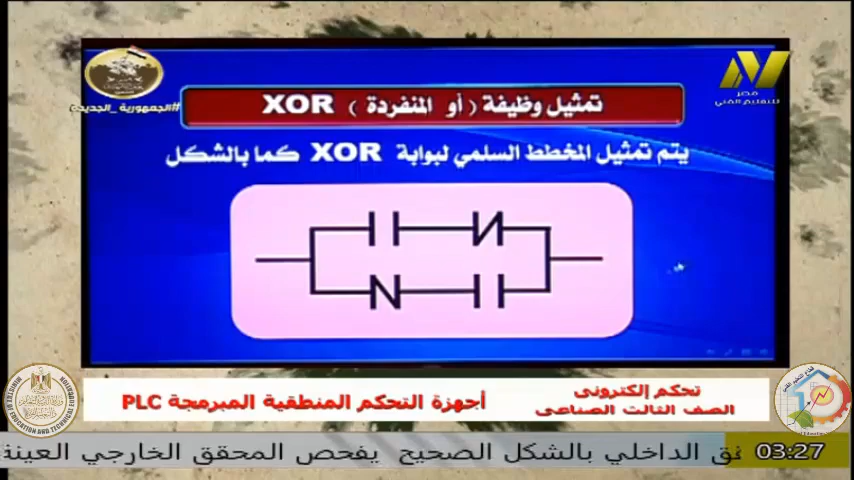 #الجمهورية_الجديدة
مصر
للتعليم الفني
تمثيل وظيفة (أو المنفردة) XOR
يتم تمثيل المخطط السلمي لبوابة XOR كما بالشكل
تحكم إلكترونى
الصف الثالث الصناعى
أجهزة التحكم المنطقية المبرمجة PLC
الداخلي بالشكل الصحيح يفحص المحقق الخارجي العينة
03:27